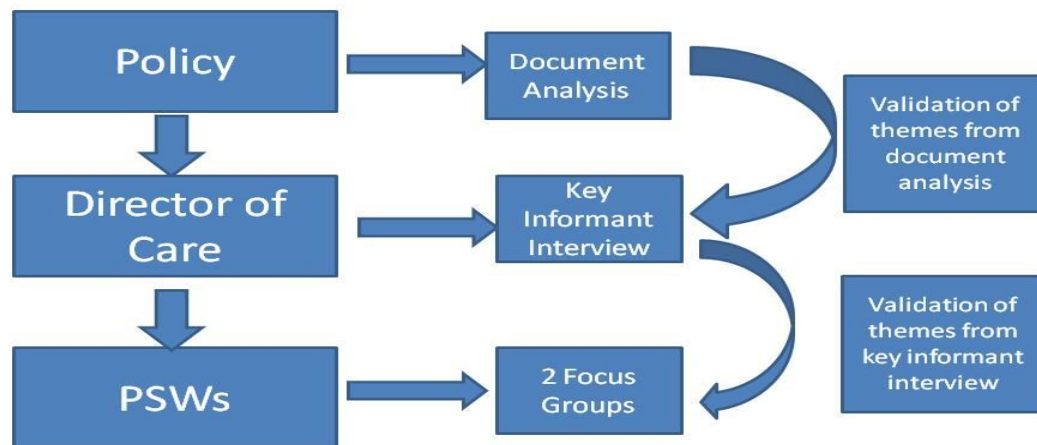 Policy
Document
Analysis
Validation of
themes from
document
analysis
Director of
Care
Key
Informant
Interview
Validation of
themes from
key informant
interview
PSWs
2 Focus
Groups